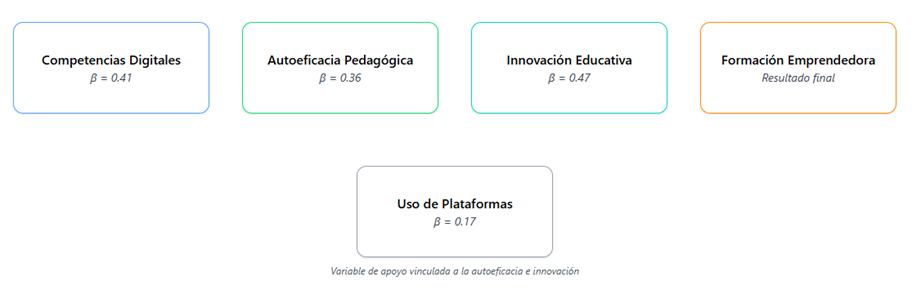 Competencias Digitales
β = 0.41
Autoeficacia Pedagógica
β = 0.36
Innovación Educativa
β = 0.47
Formación Emprendedora
Resultado final
Uso de Plataformas
β = 0.17
Variable de apoyo vinculada a la autoeficacia e innovación